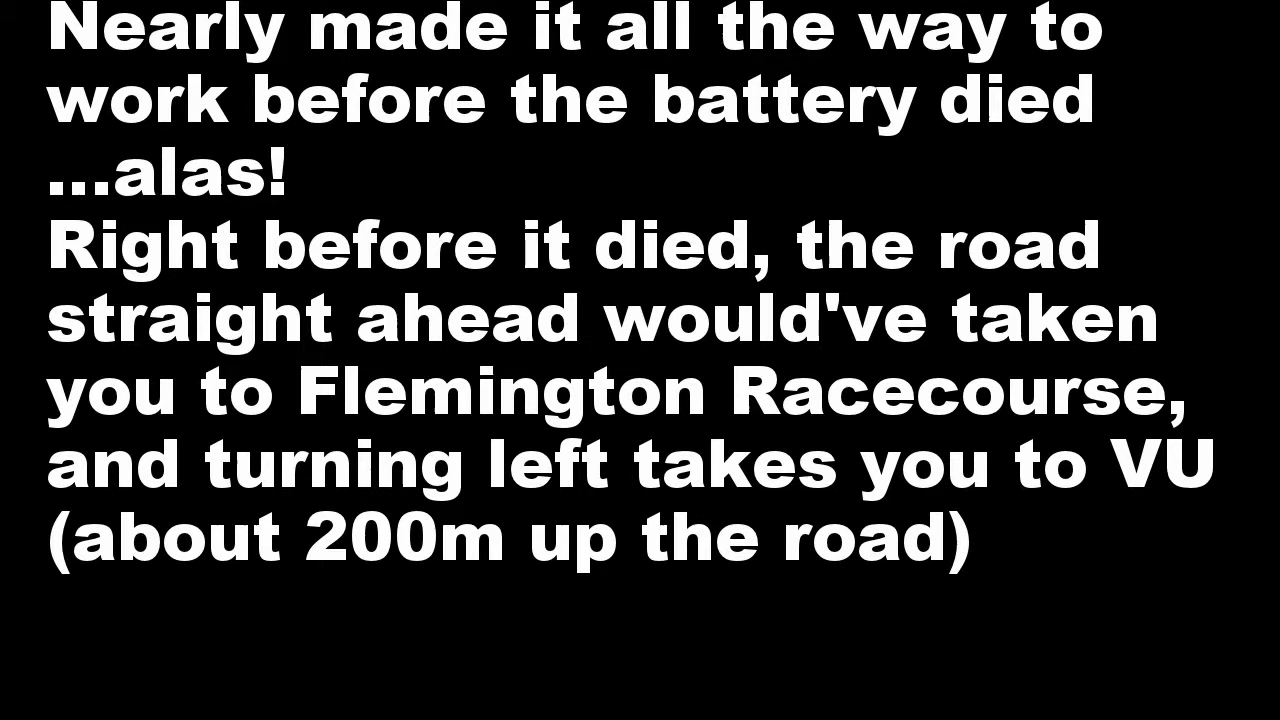 Nearly made it all the way to
work before the battery died
...alas!
Right before it died, the road
straight ahead would've taken
you to Flemington Racecourse,
and turning left takes you to VU
(about 200m up the road)